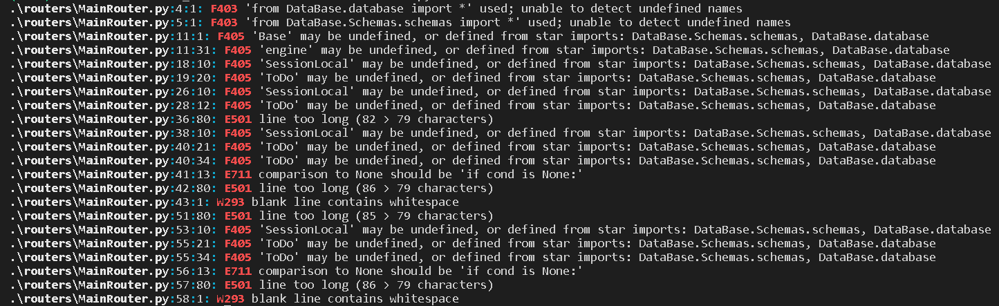 .\routers\MainRouter.py:4:1: F403 'from DataBase.database import *' used; unable to detect undefined names
.\routers\MainRouter.py:5:1: F403 'from DataBase.Schemas.schemas import *' used; unable to detect undefined names
.\routers\MainRouter.py:11:1: F405 'Base' may be undefined, or defined from star imports: DataBase.Schemas.schemas, DataBase.database
.\routers\MainRouter.py:11:31: F405 'engine' may be undefined, or defined from star imports: DataBase.Schemas.schemas, DataBase.database
.\routers\MainRouter.py:18:10: F405 'SessionLocal' may be undefined, or defined from star imports: DataBase.Schemas.schemas, DataBase.database
.\routers\MainRouter.py:19:20: F405 'ToDo' may be undefined, or defined from star imports: DataBase.Schemas.schemas, DataBase.database
.\routers\MainRouter.py:26:10: F405 'SessionLocal' may be undefined, or defined from star imports: DataBase.Schemas.schemas, DataBase.database
.\routers\MainRouter.py:28:12: F405 'ToDo' may be undefined, or defined from star imports: DataBase.Schemas.schemas, DataBase.database
.\routers\MainRouter.py:36:80: E501 line too long (82 > 79 characters)
.\routers\MainRouter.py:38:10: F405 'SessionLocal' may be undefined, or defined from star imports: DataBase.Schemas.schemas, DataBase.database
.\routers\MainRouter.py:40:21: F405 'ToDo' may be undefined, or defined from star imports: DataBase.Schemas.schemas, DataBase.database
.\routers\MainRouter.py:40:34: F405 'ToDo' may be undefined, or defined from star imports: DataBase.Schemas.schemas, DataBase.database
.\routers\MainRouter.py:41:13: E711 comparison to None should be 'if cond is None:'
.\routers\MainRouter.py:42:80: E501 line too long (86 > 79 characters)
.\routers\MainRouter.py:43:1: W293 blank line contains whitespace
.\routers\MainRouter.py:51:80: E501 line too long (85 > 79 characters)
.\routers\MainRouter.py:53:10: F405 'SessionLocal' may be undefined, or defined from star imports: DataBase.Schemas.schemas, DataBase.database
.\routers\MainRouter.py:55:21: F405 'ToDo' may be undefined, or defined from star imports: DataBase.Schemas.schemas, DataBase.database
.\routers\MainRouter.py:55:34: F405 'ToDo' may be undefined, or defined from star imports: DataBase.Schemas.schemas, DataBase.database
.\routers\MainRouter.py:56:13: E711 comparison to None should be 'if cond is None:'
.\routers\MainRouter.py:57:80: E501 line too long (86 > 79 characters)
.\routers\MainRouter.py:58:1: W293 blank line contains whitespace